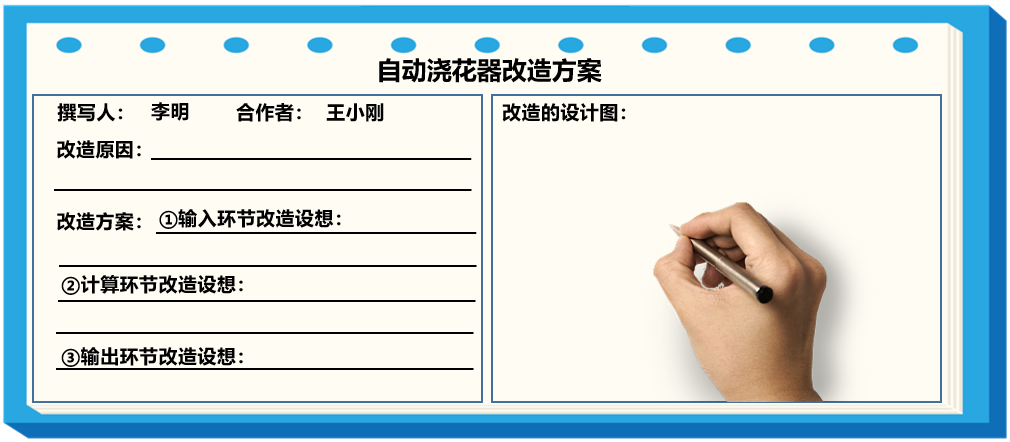 自动浇花器改造方案
撰写人： 李明 合作者： 王小刚
改造原因：
改造方案： ①输入环节改造设想：
②计算环节改造设想：
③输出环节改造设想：
改造的设计图：